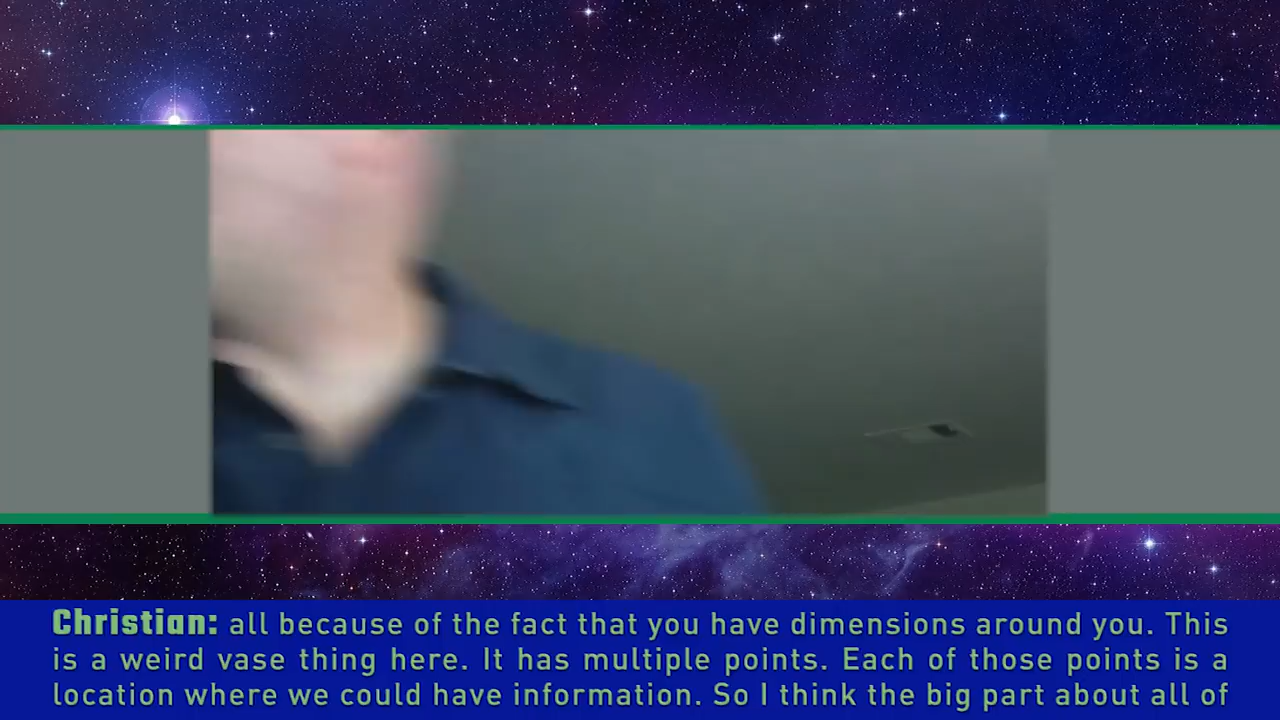 Christian: all because of the fact that you have dimensions around you. This
is a weird vase thing here. It has multiple points. Each of those points is a
location where we could have information. So I think the big part about all of